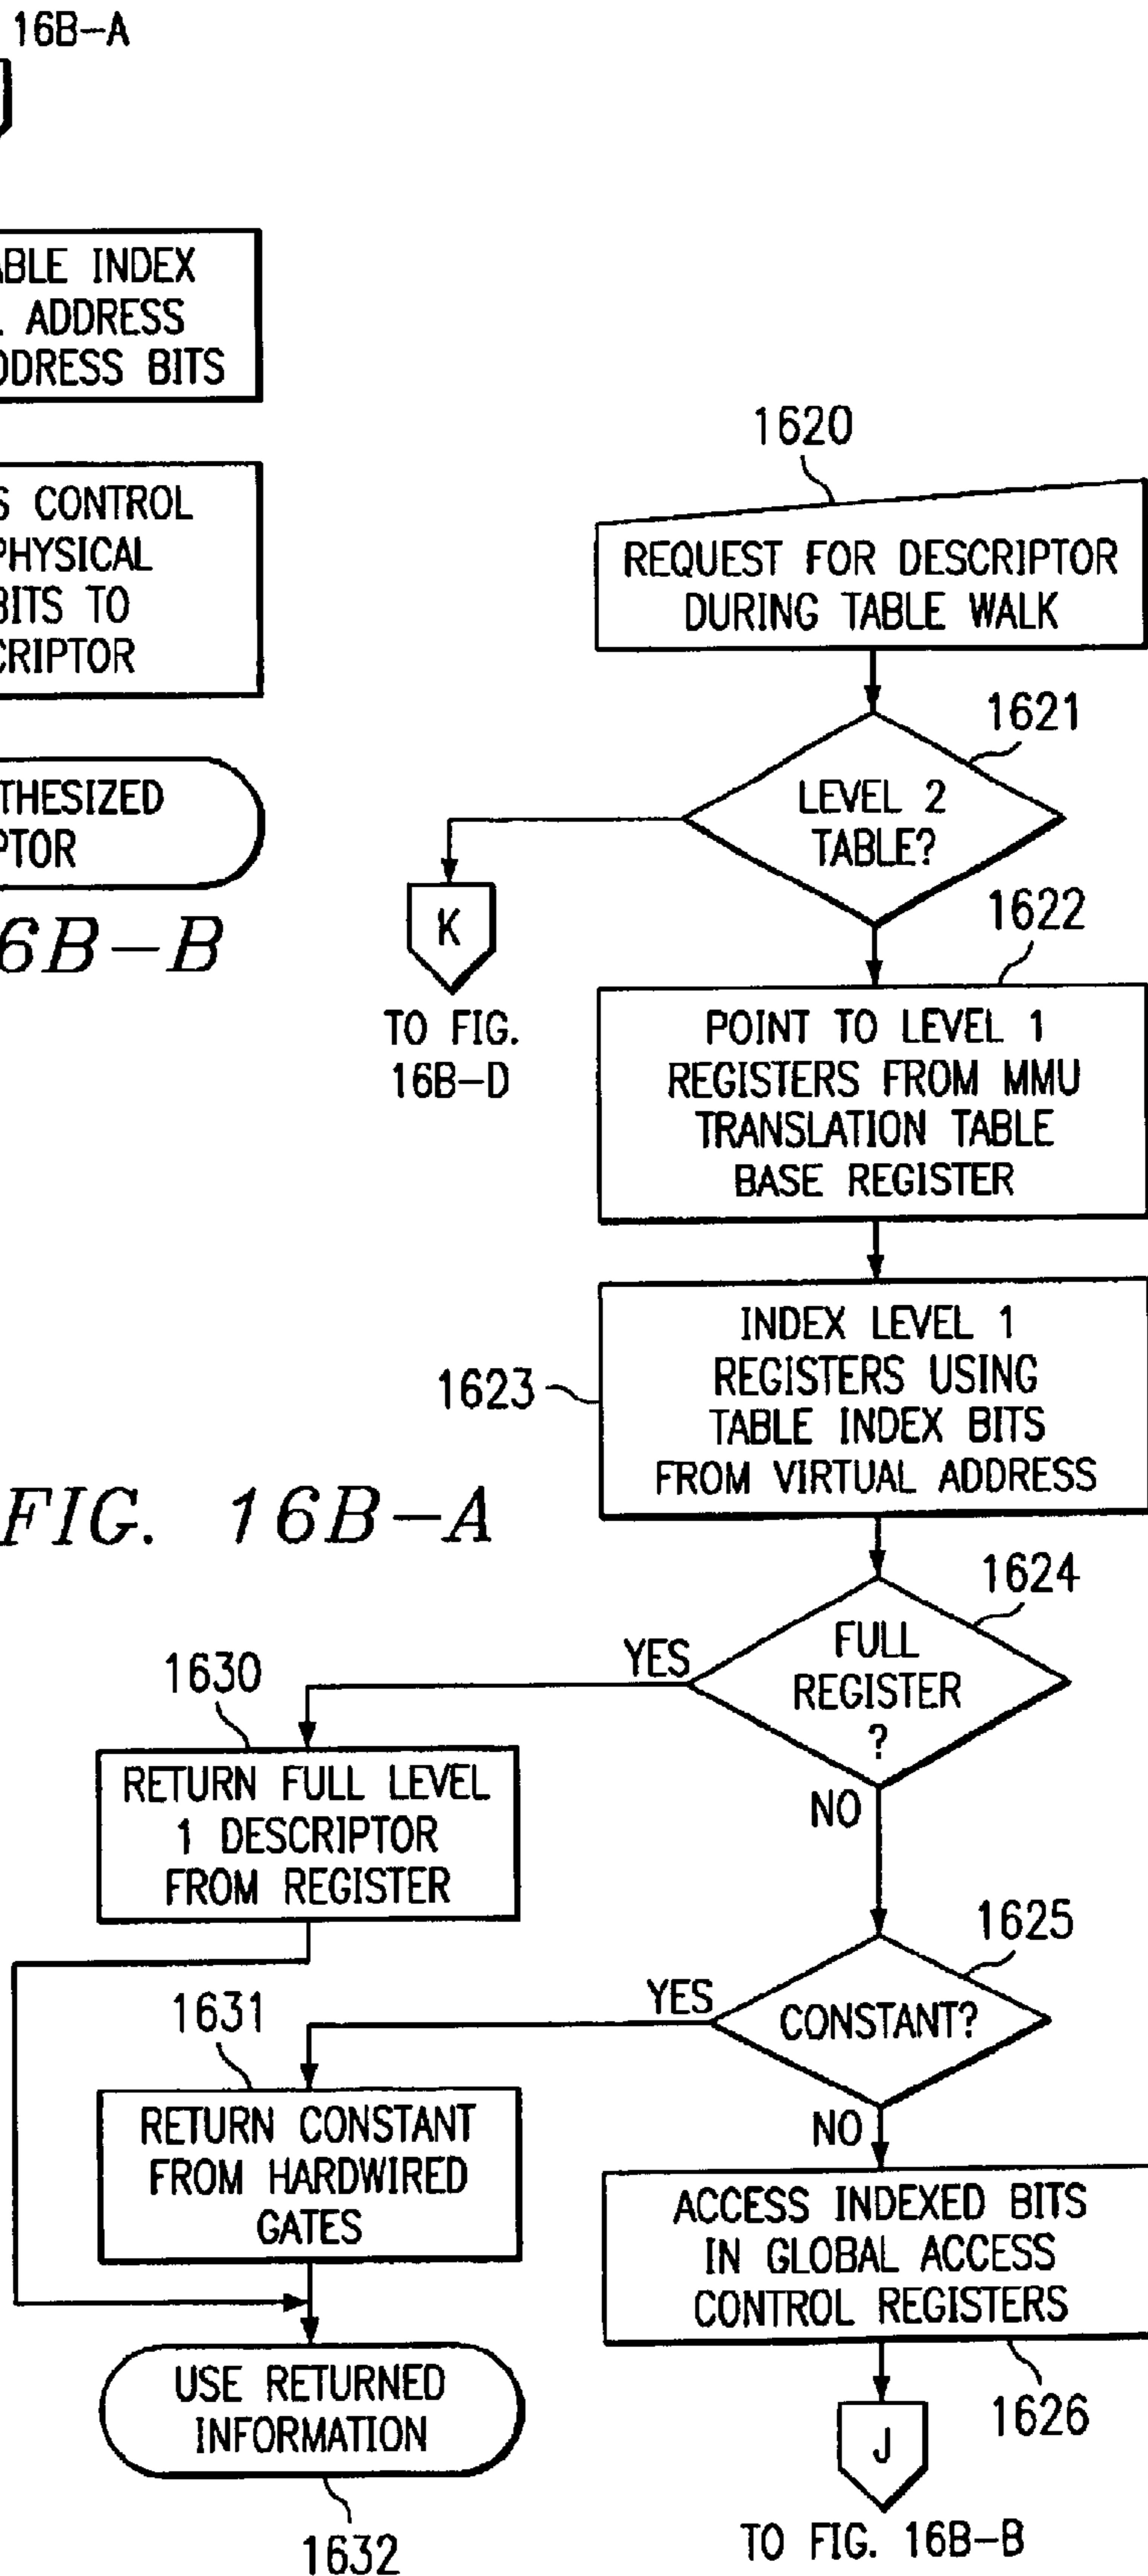 16B-A
ABLE INDEX
ADDRESS
ADDRESS BITS
S CONTROL
PHYSICAL
BITS TO
CRIPTOR
THESIZED
PTOR
6B-B
1620
REQUEST FOR DESCRIPTOR
DURING TABLE WALK
1621
LEVEL 2
TABLE?
K
TO FIG.
16B-D
1622
POINT TO LEVEL 1
REGISTERS FROM MMU
TRANSLATION TABLE
BASE REGISTER
1623
INDEX LEVEL 1
REGISTERS USING
TABLE INDEX BITS
FROM VIRTUAL ADDRESS
FIG. 16B-A
1624
FULL
REGISTER
?
YES
NO
1630
RETURN FULL LEVEL
1 DESCRIPTOR
FROM REGISTER
1625
CONSTANT?
YES
NO
1631
RETURN CONSTANT
FROM HARDWIRED
GATES
ACCESS INDEXED BITS
IN GLOBAL ACCESS
CONTROL REGISTERS
1626
USE RETURNED
INFORMATION
1632
J
TO FIG. 16B-B